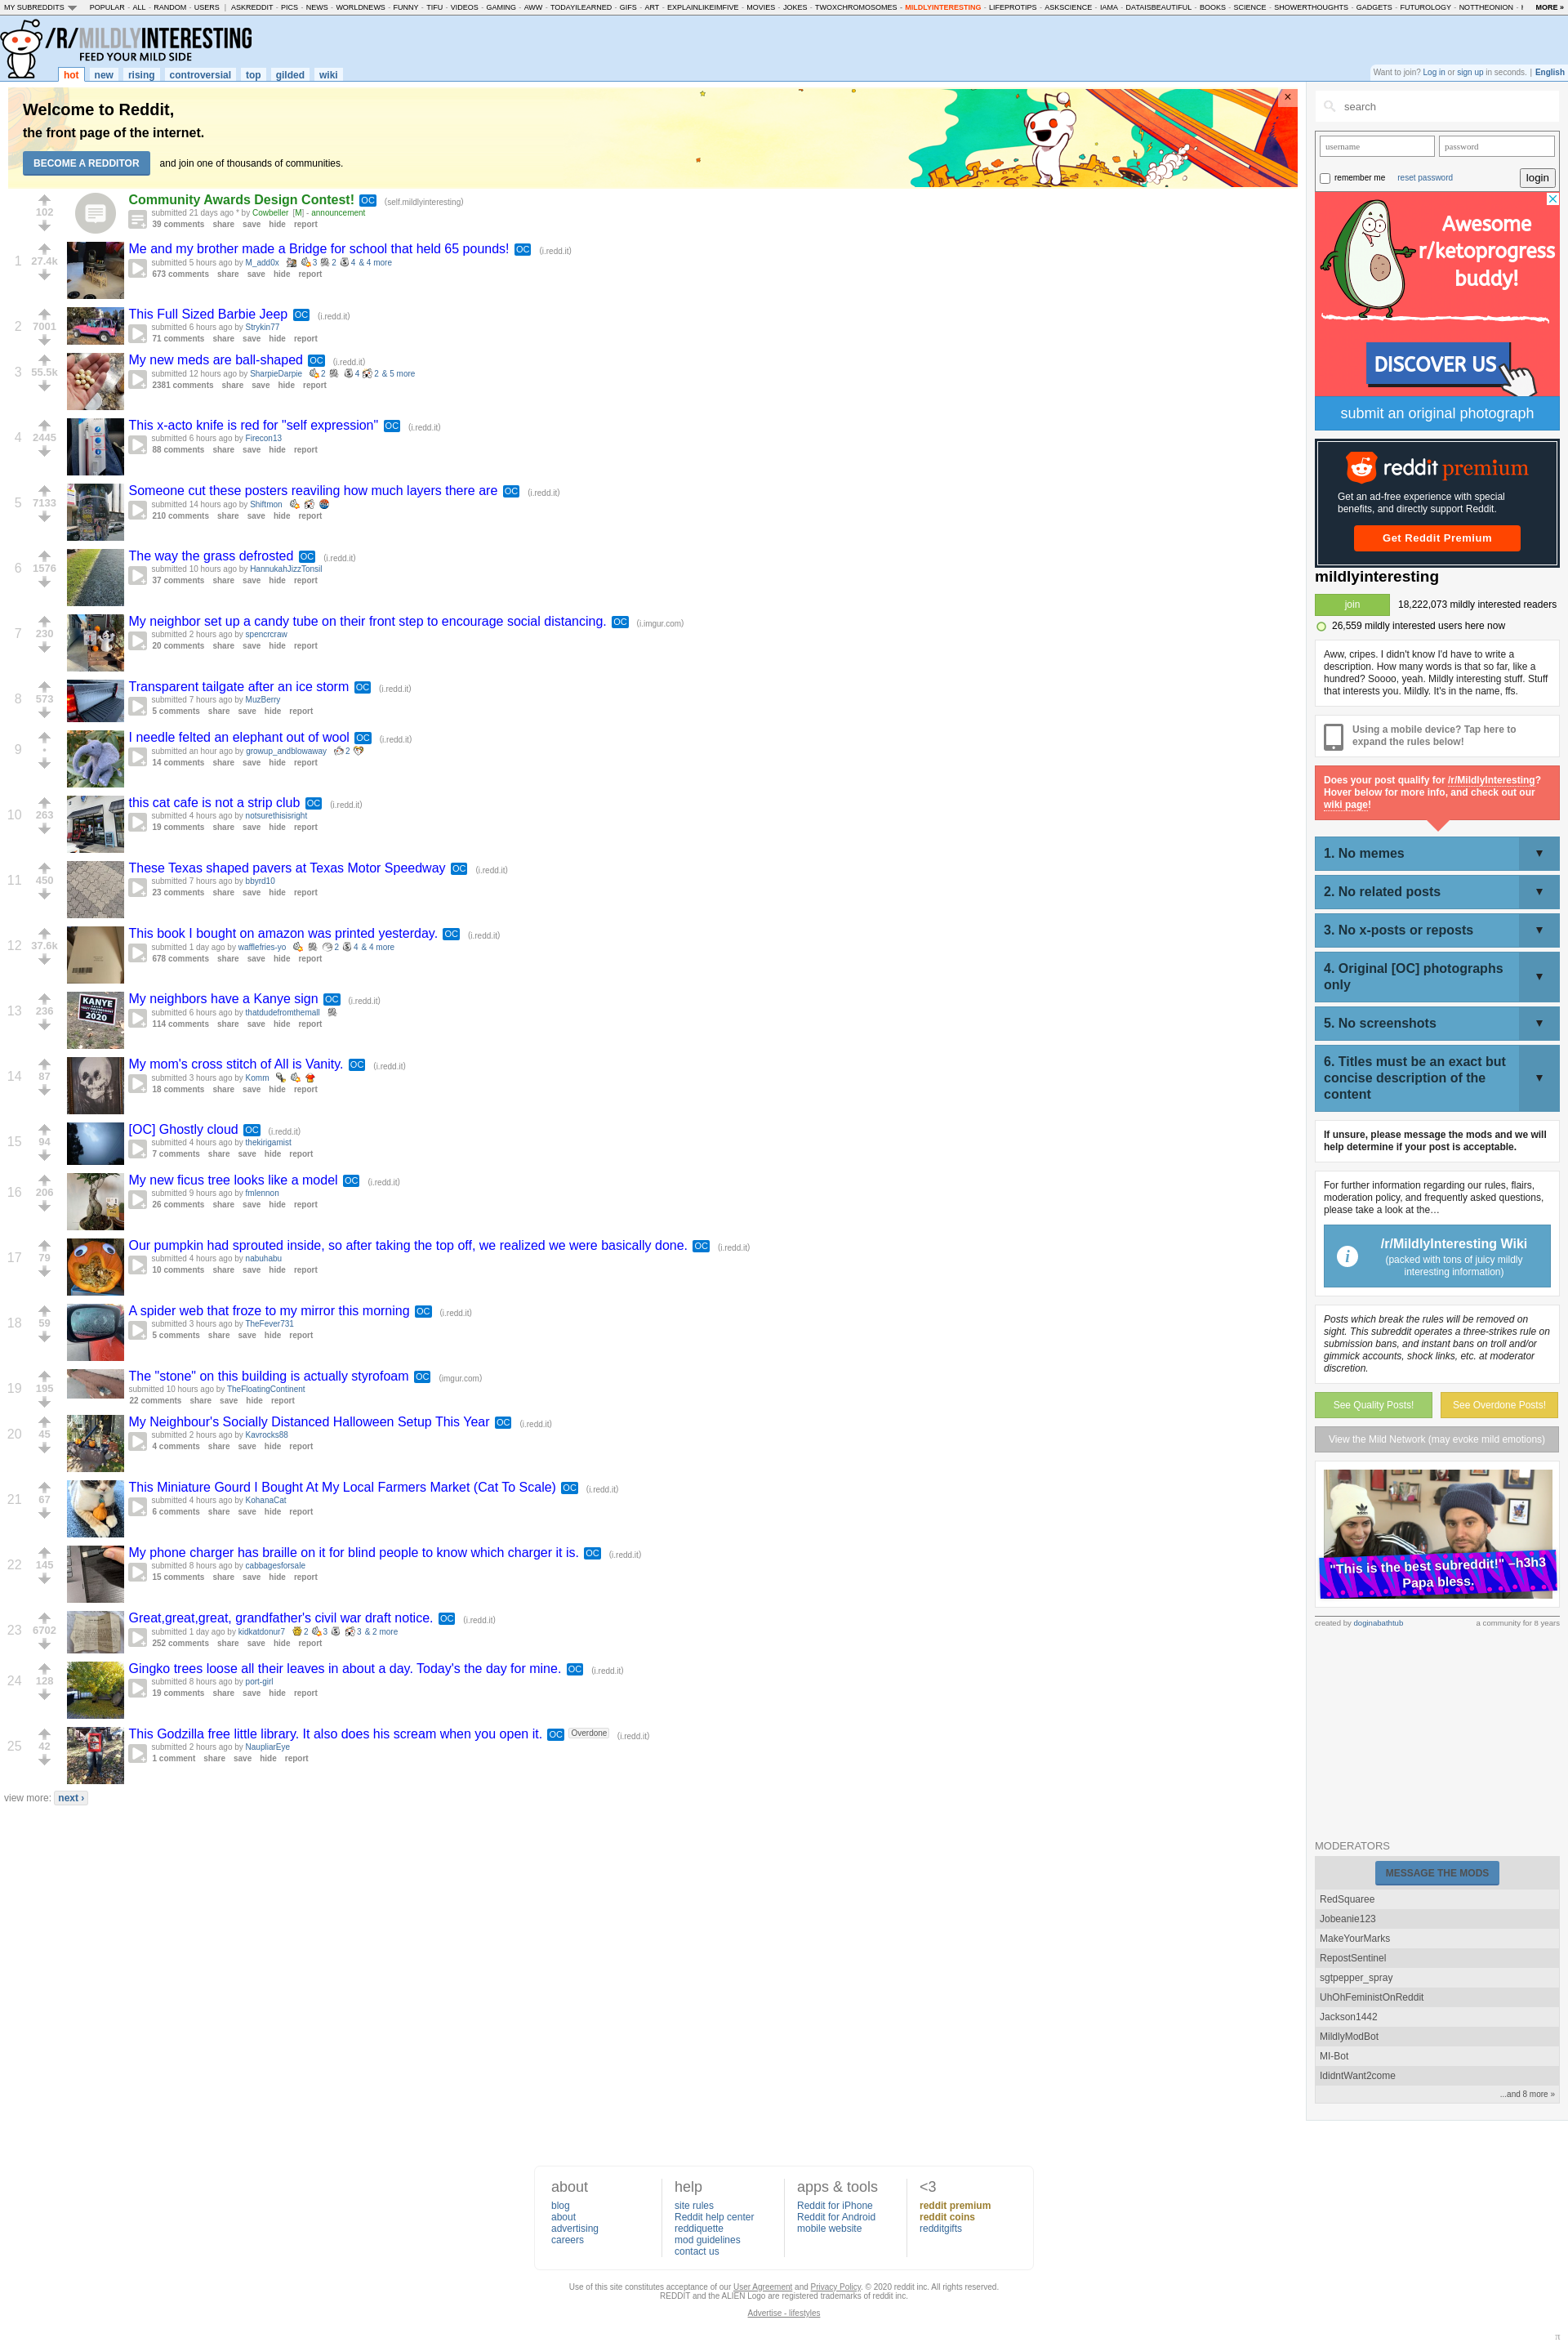 MY SUBREDDITS POPULAR - ALL - RANDOM - USERS | ASKREDDIT - PICS - NEWS - WORLDNEWS - FUNNY - TIFU - VIDEOS - GAMING - AWW - TODAYILEARNED - GIFS - ART - EXPLAINLIKEIMFIVE - MOVIES - JOKES - TWOXCHROMOSOMES - MILDLYINTERESTING - LIFEPROTIPS - ASKSCIENCE - IAMA - DATAISBEAUTIFUL - BOOKS - SCIENCE - SHOWERTHOUGHTS - GADGETS - FUTUROLOGY - NOTTHEONION - MORE »
/R/MILDLYINTERESTING
FEED YOUR MILD SIDE
hot new rising controversial top gilded wiki
Want to join? Log in or sign up in seconds. | English
Welcome to Reddit,
the front page of the internet.
BECOME A REDDITOR and join one of thousands of communities.
102
Community Awards Design Contest! OC (self.mildlyinteresting)
submitted 21 days ago * by Cowbeller [M] - announcement
39 comments share save hide report
1 27.4k
Me and my brother made a Bridge for school that held 65 pounds! OC (i.redd.it)
submitted 5 hours ago by M_add0x 3 2 4 & 4 more
673 comments share save hide report
2 7001
This Full Sized Barbie Jeep OC (i.redd.it)
submitted 6 hours ago by Strykin77
71 comments share save hide report
3 55.5k
My new meds are ball-shaped OC (i.redd.it)
submitted 12 hours ago by SharpieDarpie 2 4 2 & 5 more
2381 comments share save hide report
4 2445
This x-acto knife is red for "self expression" OC (i.redd.it)
submitted 6 hours ago by Firecon13
88 comments share save hide report
5 7133
Someone cut these posters reaviling how much layers there are OC (i.redd.it)
submitted 14 hours ago by Shiftmon
210 comments share save hide report
6 1576
The way the grass defrosted OC (i.redd.it)
submitted 10 hours ago by HannukahJizzTonsil
37 comments share save hide report
7 230
My neighbor set up a candy tube on their front step to encourage social distancing. OC (i.imgur.com)
submitted 2 hours ago by spencrcraw
20 comments share save hide report
8 573
Transparent tailgate after an ice storm OC (i.redd.it)
submitted 7 hours ago by MuzBerry
5 comments share save hide report
9 •
I needle felted an elephant out of wool OC (i.redd.it)
submitted an hour ago by growup_andblowaway 2
14 comments share save hide report
10 263
this cat cafe is not a strip club OC (i.redd.it)
submitted 4 hours ago by notsurethisisright
19 comments share save hide report
11 450
These Texas shaped pavers at Texas Motor Speedway OC (i.redd.it)
submitted 7 hours ago by bbyrd10
23 comments share save hide report
12 37.6k
This book I bought on amazon was printed yesterday. OC (i.redd.it)
submitted 1 day ago by wafflefries-yo 2 4 & 4 more
678 comments share save hide report
13 236
KANYE 2020
My neighbors have a Kanye sign OC (i.redd.it)
submitted 6 hours ago by thatdudefromthemall
114 comments share save hide report
14 87
My mom's cross stitch of All is Vanity. OC (i.redd.it)
submitted 3 hours ago by Komm
18 comments share save hide report
15 94
[OC] Ghostly cloud OC (i.redd.it)
submitted 4 hours ago by thekirigamist
7 comments share save hide report
16 206
My new ficus tree looks like a model OC (i.redd.it)
submitted 9 hours ago by fmlennon
26 comments share save hide report
17 79
Our pumpkin had sprouted inside, so after taking the top off, we realized we were basically done. OC (i.redd.it)
submitted 4 hours ago by nabuhabu
10 comments share save hide report
18 59
A spider web that froze to my mirror this morning OC (i.redd.it)
submitted 3 hours ago by TheFever731
5 comments share save hide report
19 195
The "stone" on this building is actually styrofoam OC (imgur.com)
submitted 10 hours ago by TheFloatingContinent
22 comments share save hide report
20 45
My Neighbour's Socially Distanced Halloween Setup This Year OC (i.redd.it)
submitted 2 hours ago by Kavrocks88
4 comments share save hide report
21 67
This Miniature Gourd I Bought At My Local Farmers Market (Cat To Scale) OC (i.redd.it)
submitted 4 hours ago by KohanaCat
6 comments share save hide report
22 145
My phone charger has braille on it for blind people to know which charger it is. OC (i.redd.it)
submitted 8 hours ago by cabbagesforsale
15 comments share save hide report
23 6702
Great,great,great, grandfather's civil war draft notice. OC (i.redd.it)
submitted 1 day ago by kidkatdonur7 2 3 3 & 2 more
252 comments share save hide report
24 128
Gingko trees loose all their leaves in about a day. Today's the day for mine. OC (i.redd.it)
submitted 8 hours ago by port-girl
19 comments share save hide report
25 42
This Godzilla free little library. It also does his scream when you open it. OC Overdone (i.redd.it)
submitted 2 hours ago by NaupliarEye
1 comment share save hide report
view more: next ›
search
username password
remember me reset password login
Awesome
r/ketoprogress
buddy!
DISCOVER US
submit an original photograph
reddit premium
Get an ad-free experience with special
benefits, and directly support Reddit.
Get Reddit Premium
mildlyinteresting
join 18,222,073 mildly interested readers
26,559 mildly interested users here now
Aww, cripes. I didn't know I'd have to write a
description. How many words is that so far, like a
hundred? Soooo, yeah. Mildly interesting stuff. Stuff
that interests you. Mildly. It's in the name, ffs.
Using a mobile device? Tap here to
expand the rules below!
Does your post qualify for /r/MildlyInteresting?
Hover below for more info, and check out our
wiki page!
1. No memes ▼
2. No related posts ▼
3. No x-posts or reposts ▼
4. Original [OC] photographs
only ▼
5. No screenshots ▼
6. Titles must be an exact but
concise description of the
content ▼
If unsure, please message the mods and we will
help determine if your post is acceptable.
For further information regarding our rules, flairs,
moderation policy, and frequently asked questions,
please take a look at the…
i /r/MildlyInteresting Wiki
(packed with tons of juicy mildly
interesting information)
Posts which break the rules will be removed on
sight. This subreddit operates a three-strikes rule on
submission bans, and instant bans on troll and/or
gimmick accounts, shock links, etc. at moderator
discretion.
See Quality Posts! See Overdone Posts!
View the Mild Network (may evoke mild emotions)
"This is the best subreddit!" –h3h3
Papa bless.
created by doginabathtub a community for 8 years
MODERATORS
MESSAGE THE MODS
RedSquaree
Jobeanie123
MakeYourMarks
RepostSentinel
sgtpepper_spray
UhOhFeministOnReddit
Jackson1442
MildlyModBot
MI-Bot
IdidntWant2come
...and 8 more »
about
blog
about
advertising
careers
help
site rules
Reddit help center
reddiquette
mod guidelines
contact us
apps & tools
Reddit for iPhone
Reddit for Android
mobile website
<3
reddit premium
reddit coins
redditgifts
Use of this site constitutes acceptance of our User Agreement and Privacy Policy. © 2020 reddit inc. All rights reserved.
REDDIT and the ALIEN Logo are registered trademarks of reddit inc.
Advertise - lifestyles
π